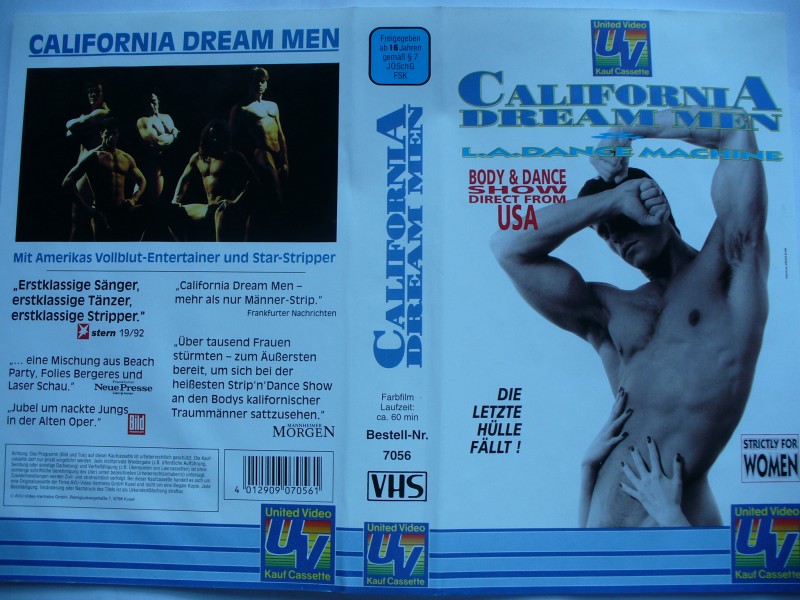 CALIFORNIA DREAM MEN
Mit Amerikas Vollblut-Entertainer und Star-Stripper
„Erstklassige Sänger,
erstklassige Tänzer,
erstklassige Stripper."
stern 19/92
„... eine Mischung aus Beach
Party, Folies Bergeres und
Laser Schau."
Neue Presse
„Jubel um nackte Jungs
in der Alten Oper."
Bild
„California Dream Men –
mehr als nur Männer-Strip."
Frankfurter Nachrichten
„Über tausend Frauen
stürmten – zum Äußersten
bereit, um sich bei der
heißesten Strip'n'Dance Show
an den Bodys kalifornischer
Traummänner sattzusehen."
MANNHEIMER
MORGEN
4 012909 070561
United Video
UV
Kauf Cassette
Freigegeben
ab 16 Jahren
gemäß § 7
JÖSchG
FSK
CALIFORNIA
DREAM MEN
Farbfilm
Laufzeit:
ca. 60 min
Bestell-Nr.
7056
VHS
United Video
UV
Kauf Cassette
United Video
UV
Kauf Cassette
CALIFORNIA
DREAM MEN
L.A.DANCE MACHINE
BODY & DANCE
SHOW
DIRECT FROM
USA
DIE
LETZTE
HÜLLE
FÄLLT !
STRICTLY FOR
WOMEN
United Video
UV
Kauf Cassette